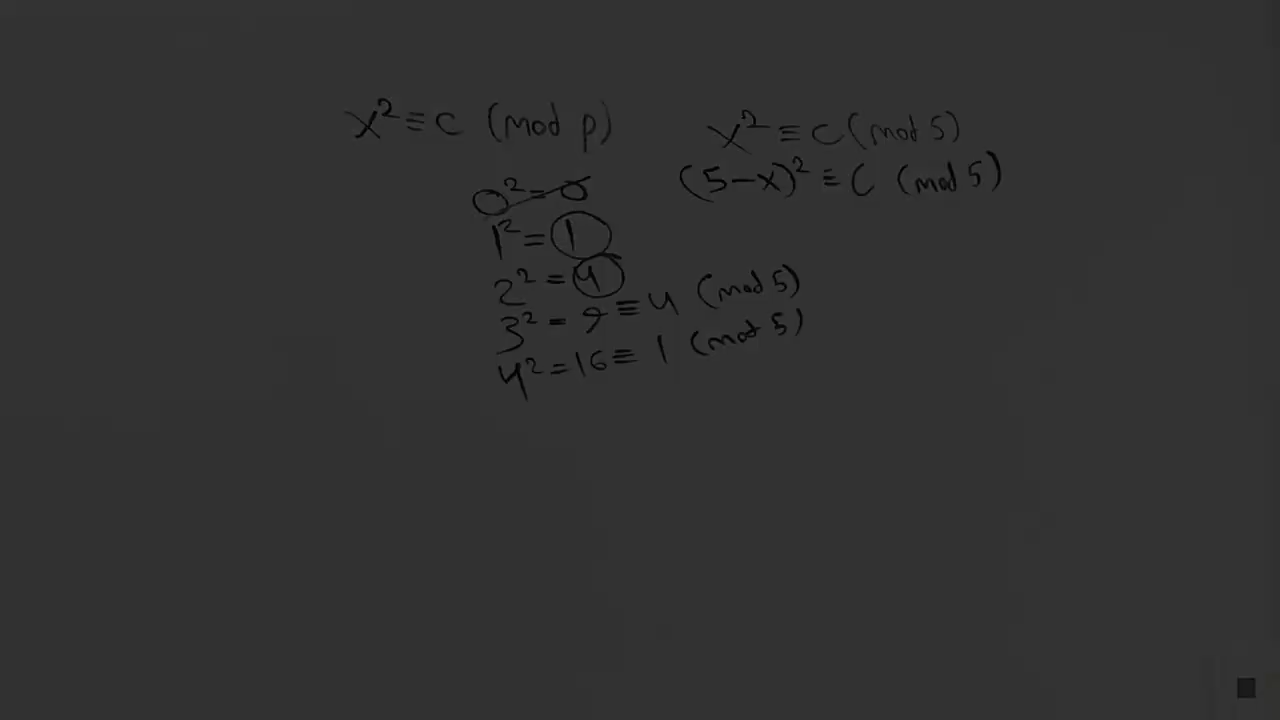 x² ≡ c (mod p)
0² = 0
1² = 1
2² = 4
3² = 9 ≡ 4 (mod 5)
4² = 16 ≡ 1 (mod 5)
x² ≡ c (mod 5)
(5-x)² ≡ c (mod 5)